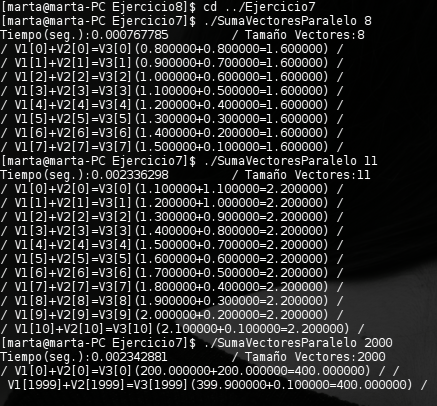 [marta@marta-PC Ejercicio8]$ cd ../Ejercicio7
[marta@marta-PC Ejercicio7]$ ./SumaVectoresParalelo 8
Tiempo(seg.):0.000767785 / Tamaño Vectores:8
/ V1[0]+V2[0]=V3[0](0.800000+0.800000=1.600000) /
/ V1[1]+V2[1]=V3[1](0.900000+0.700000=1.600000) /
/ V1[2]+V2[2]=V3[2](1.000000+0.600000=1.600000) /
/ V1[3]+V2[3]=V3[3](1.100000+0.500000=1.600000) /
/ V1[4]+V2[4]=V3[4](1.200000+0.400000=1.600000) /
/ V1[5]+V2[5]=V3[5](1.300000+0.300000=1.600000) /
/ V1[6]+V2[6]=V3[6](1.400000+0.200000=1.600000) /
/ V1[7]+V2[7]=V3[7](1.500000+0.100000=1.600000) /
[marta@marta-PC Ejercicio7]$ ./SumaVectoresParalelo 11
Tiempo(seg.):0.002336298 / Tamaño Vectores:11
/ V1[0]+V2[0]=V3[0](1.100000+1.100000=2.200000) /
/ V1[1]+V2[1]=V3[1](1.200000+1.000000=2.200000) /
/ V1[2]+V2[2]=V3[2](1.300000+0.900000=2.200000) /
/ V1[3]+V2[3]=V3[3](1.400000+0.800000=2.200000) /
/ V1[4]+V2[4]=V3[4](1.500000+0.700000=2.200000) /
/ V1[5]+V2[5]=V3[5](1.600000+0.600000=2.200000) /
/ V1[6]+V2[6]=V3[6](1.700000+0.500000=2.200000) /
/ V1[7]+V2[7]=V3[7](1.800000+0.400000=2.200000) /
/ V1[8]+V2[8]=V3[8](1.900000+0.300000=2.200000) /
/ V1[9]+V2[9]=V3[9](2.000000+0.200000=2.200000) /
/ V1[10]+V2[10]=V3[10](2.100000+0.100000=2.200000) /
[marta@marta-PC Ejercicio7]$ ./SumaVectoresParalelo 2000
Tiempo(seg.):0.002342881 / Tamaño Vectores:2000
/ V1[0]+V2[0]=V3[0](200.000000+200.000000=400.000000) / /
V1[1999]+V2[1999]=V3[1999](399.900000+0.100000=400.000000) /